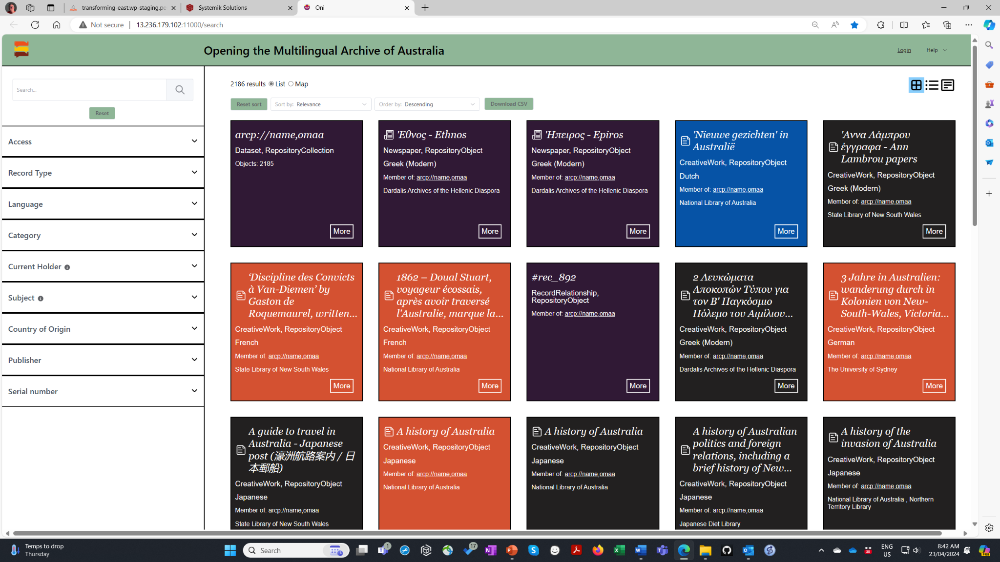 transforming-east.wp-staging.pe
Systemik Solutions
Oni
Not secure
13.236.179.102:11000/search
Opening the Multilingual Archive of Australia
Login
Help
Search...
Reset
Access
Record Type
Language
Category
Current Holder
Subject
Country of Origin
Publisher
Serial number
2186 results
List
Map
Reset sort
Sort by: Relevance
Order by: Descending
Download CSV
arcp://name,omaa
Dataset, RepositoryCollection
Objects: 2185
More
'Εθνος - Ethnos
Newspaper, RepositoryObject
Greek (Modern)
Member of: arcp://name,omaa
Dardalis Archives of the Hellenic Diaspora
More
'Ηπειρος - Epiros
Newspaper, RepositoryObject
Greek (Modern)
Member of: arcp://name,omaa
Dardalis Archives of the Hellenic Diaspora
More
'Nieuwe gezichten' in
Australië
CreativeWork, RepositoryObject
Dutch
Member of: arcp://name,omaa
National Library of Australia
More
'Αννα Λάμπρου
έγγραφα - Ann
Lambrou papers
CreativeWork, RepositoryObject
Greek (Modern)
Member of: arcp://name,omaa
State Library of New South Wales
More
‘Discipline des Convicts
à Van-Diemen’ by
Gaston de
Roquemaurel, written...
CreativeWork, RepositoryObject
French
Member of: arcp://name,omaa
State Library of New South Wales
More
1862 – Doual Stuart,
voyageur écossais,
après avoir traversé
l'Australie, marque la...
CreativeWork, RepositoryObject
French
Member of: arcp://name,omaa
National Library of Australia
More
#rec_892
RecordRelationship,
RepositoryObject
Member of: arcp://name,omaa
More
2 Λευκώματα
Αποκοπών Τύπου για
τον Β' Παγκόσμιο
Πόλεμο του Αιμίλιου...
CreativeWork, RepositoryObject
Greek (Modern)
Member of: arcp://name,omaa
Dardalis Archives of the Hellenic Diaspora
More
3 Jahre in Australien:
wanderung durch in
Kolonien von New-
South-Wales, Victoria...
CreativeWork, RepositoryObject
German
Member of: arcp://name,omaa
The University of Sydney
More
A guide to travel in
Australia - Japanese
post (濠洲航路案内 / 日
本郵船)
CreativeWork, RepositoryObject
Japanese
Member of: arcp://name,omaa
State Library of New South Wales
A history of Australia
CreativeWork, RepositoryObject
Japanese
Member of: arcp://name,omaa
National Library of Australia
A history of Australia
CreativeWork, RepositoryObject
Japanese
Member of: arcp://name,omaa
National Library of Australia
A history of Australian
politics and foreign
relations, including a
brief history of New...
CreativeWork, RepositoryObject
Japanese
Member of: arcp://name,omaa
Japanese Diet Library
A history of the
invasion of Australia
CreativeWork, RepositoryObject
Japanese
Member of: arcp://name,omaa
National Library of Australia , Northern
Territory Library
Temps to drop
Thursday
Search
1
17
25
ENG
US
8:42 AM
23/04/2024
PRE